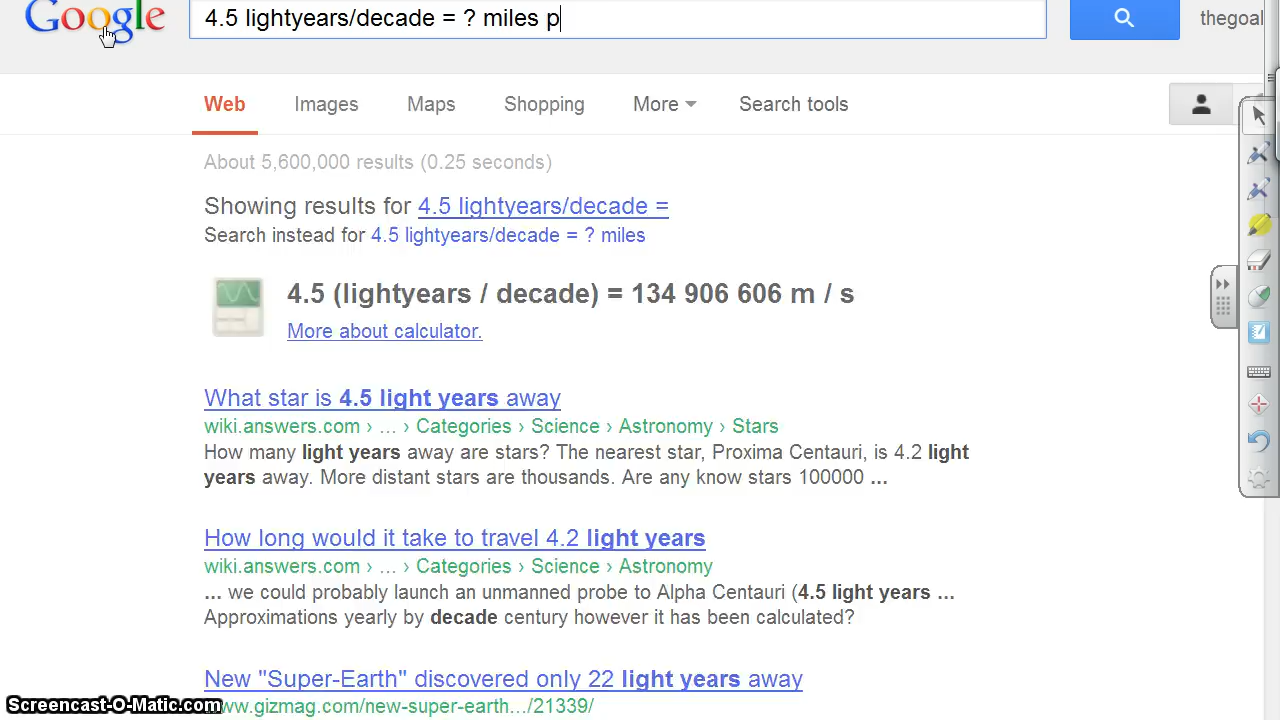 Google
4.5 lightyears/decade = ? miles p
thegoal
Web Images Maps Shopping More Search tools
About 5,600,000 results (0.25 seconds)
Showing results for 4.5 lightyears/decade =
Search instead for 4.5 lightyears/decade = ? miles
4.5 (lightyears / decade) = 134 906 606 m / s
More about calculator.
What star is 4.5 light years away
wiki.answers.com › ... › Categories › Science › Astronomy › Stars
How many light years away are stars? The nearest star, Proxima Centauri, is 4.2 light
years away. More distant stars are thousands. Are any know stars 100000 ...
How long would it take to travel 4.2 light years
wiki.answers.com › ... › Categories › Science › Astronomy
... we could probably launch an unmanned probe to Alpha Centauri (4.5 light years ...
Approximations yearly by decade century however it has been calculated?
New "Super-Earth" discovered only 22 light years away
www.gizmag.com/new-super-earth.../21339/
Screencast-O-Matic.com